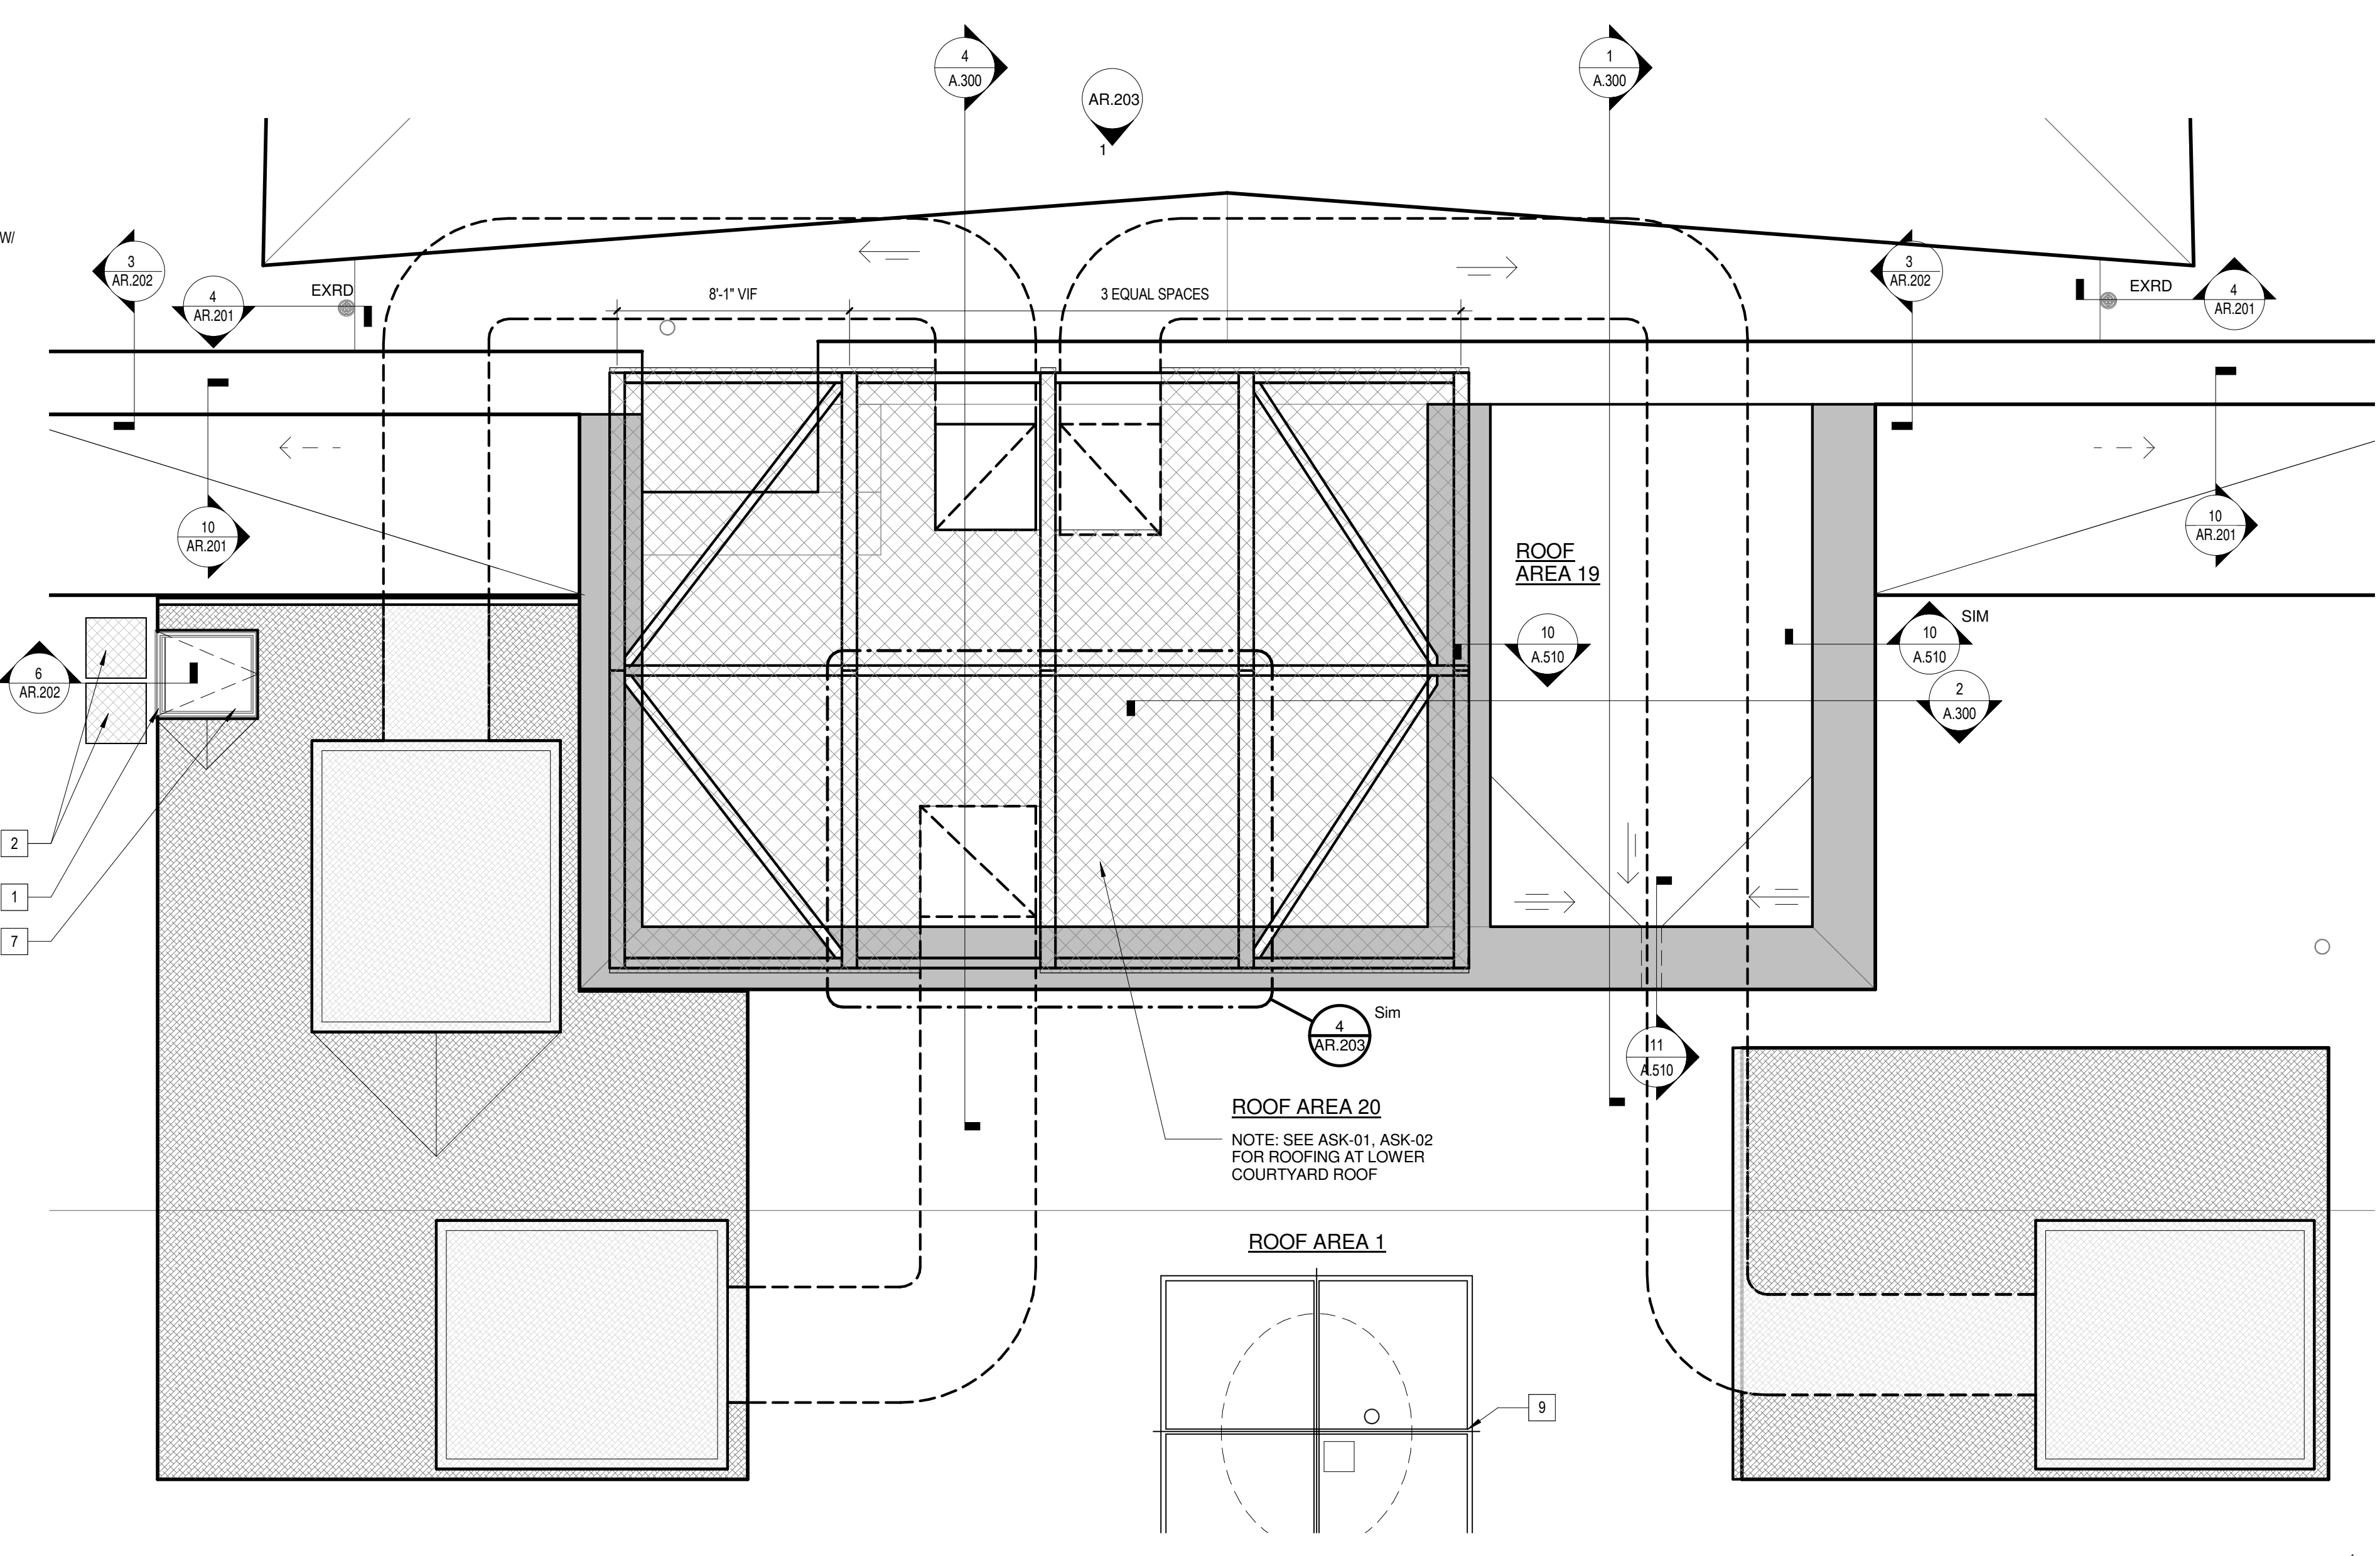 4
A.300
1
A.300
AR.203
1
W/
3
AR.202
4
AR.201
EXRD
8'-1" VIF
3 EQUAL SPACES
3
AR.202
EXRD
4
AR.201
10
AR.201
10
AR.201
ROOF
AREA 19
10
A.510
10
A.510
SIM
6
AR.202
2
A.300
2
1
7
4
AR.203
Sim
11
A.510
ROOF AREA 20
NOTE: SEE ASK-01, ASK-02
FOR ROOFING AT LOWER
COURTYARD ROOF
ROOF AREA 1
9